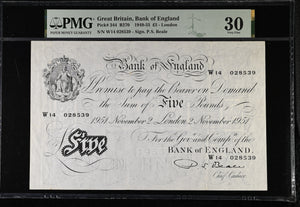 PMG
Great Britain, Bank of England
Pick# 344 B270 1949-55 £5 - London
S/N W14 028539 - Sign. P.S. Beale
30
Very Fine
Bank of England
W14 028539
I Promise to pay the Bearer on Demand
the Sum of Five Pounds
1951 November 2 London 2 November 1951
For the Gov:r and Comp:a of the
BANK OF ENGLAND.
Five
W14 028539
P. S. Beale
Chief Cashier